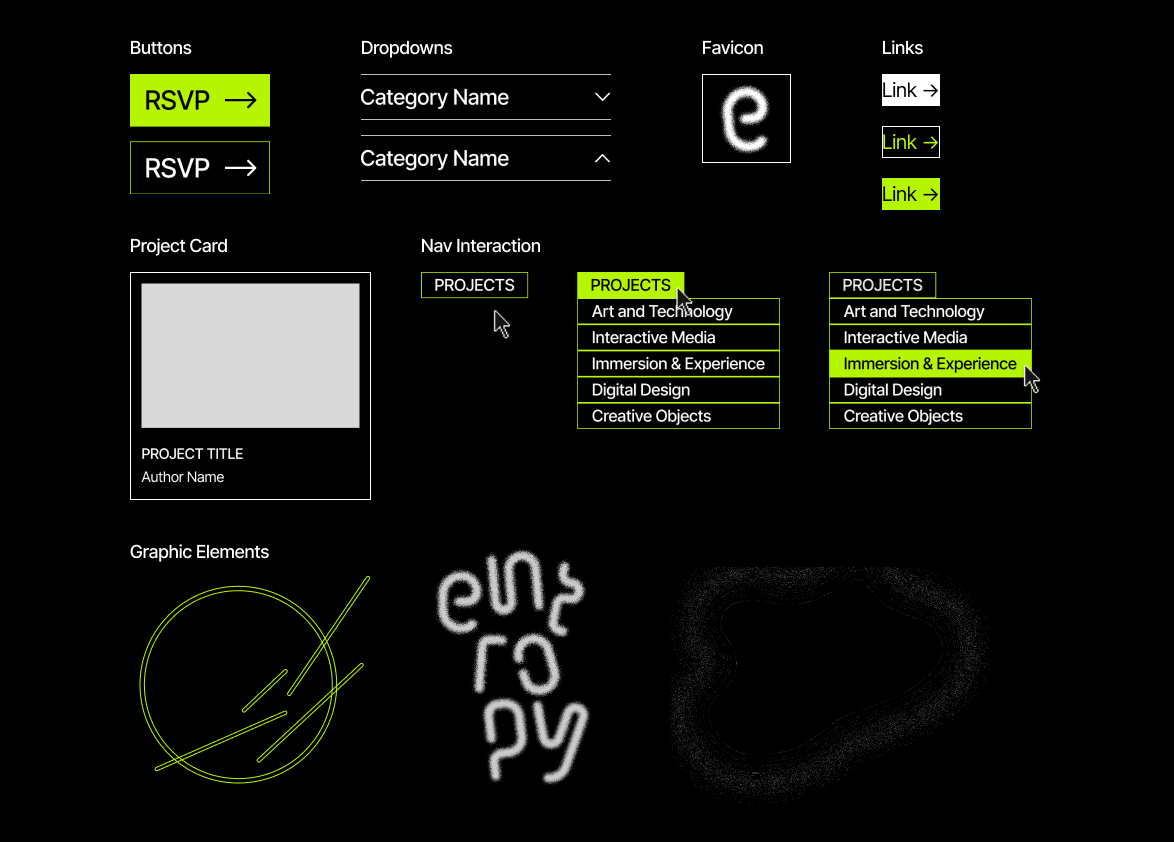 Buttons
Dropdowns
Favicon
Links
RSVP →
RSVP →
Category Name
Category Name
e
Link →
Link →
Link →
Project Card
Nav Interaction
PROJECT TITLE
Author Name
PROJECTS
PROJECTS
Art and Technology
Interactive Media
Immersion & Experience
Digital Design
Creative Objects
PROJECTS
Art and Technology
Interactive Media
Immersion & Experience
Digital Design
Creative Objects
Graphic Elements
ent
ro
py